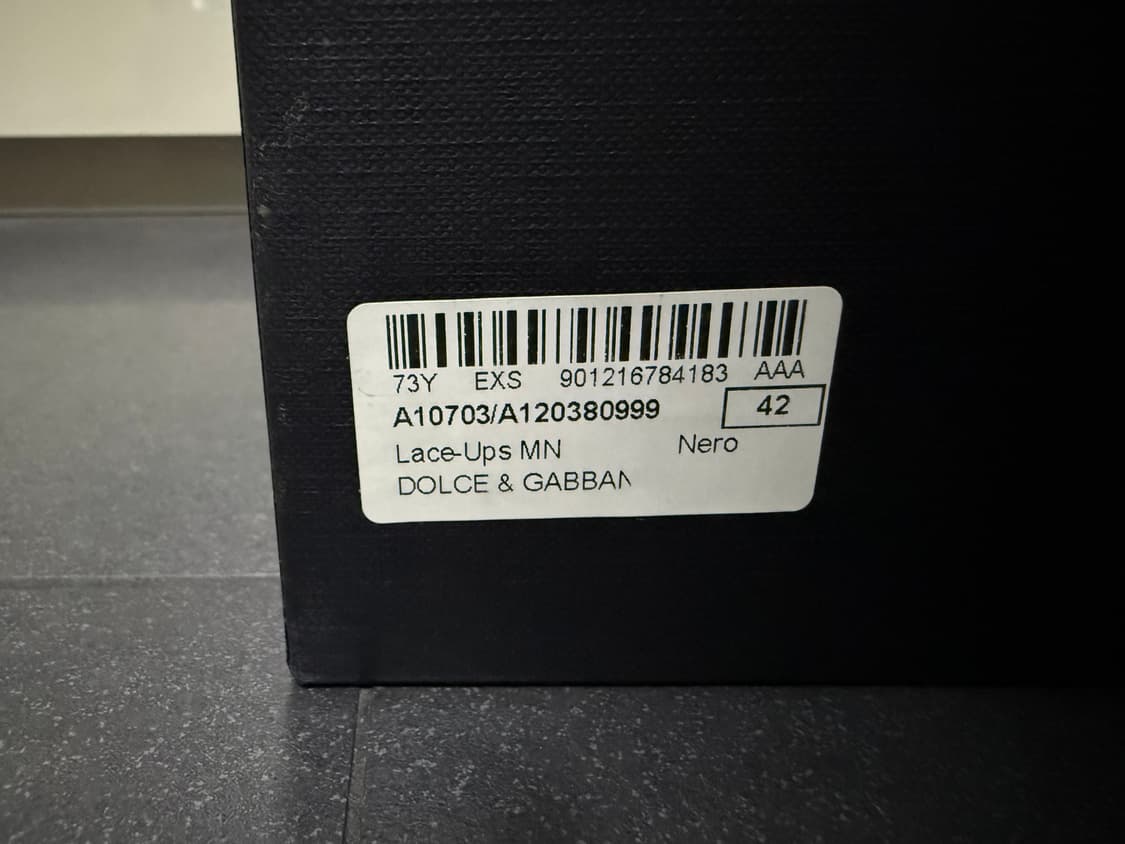 73Y EXS 901216784183 AAA
A10703/A120380999 42
Lace-Ups MN Nero
DOLCE & GABBAN